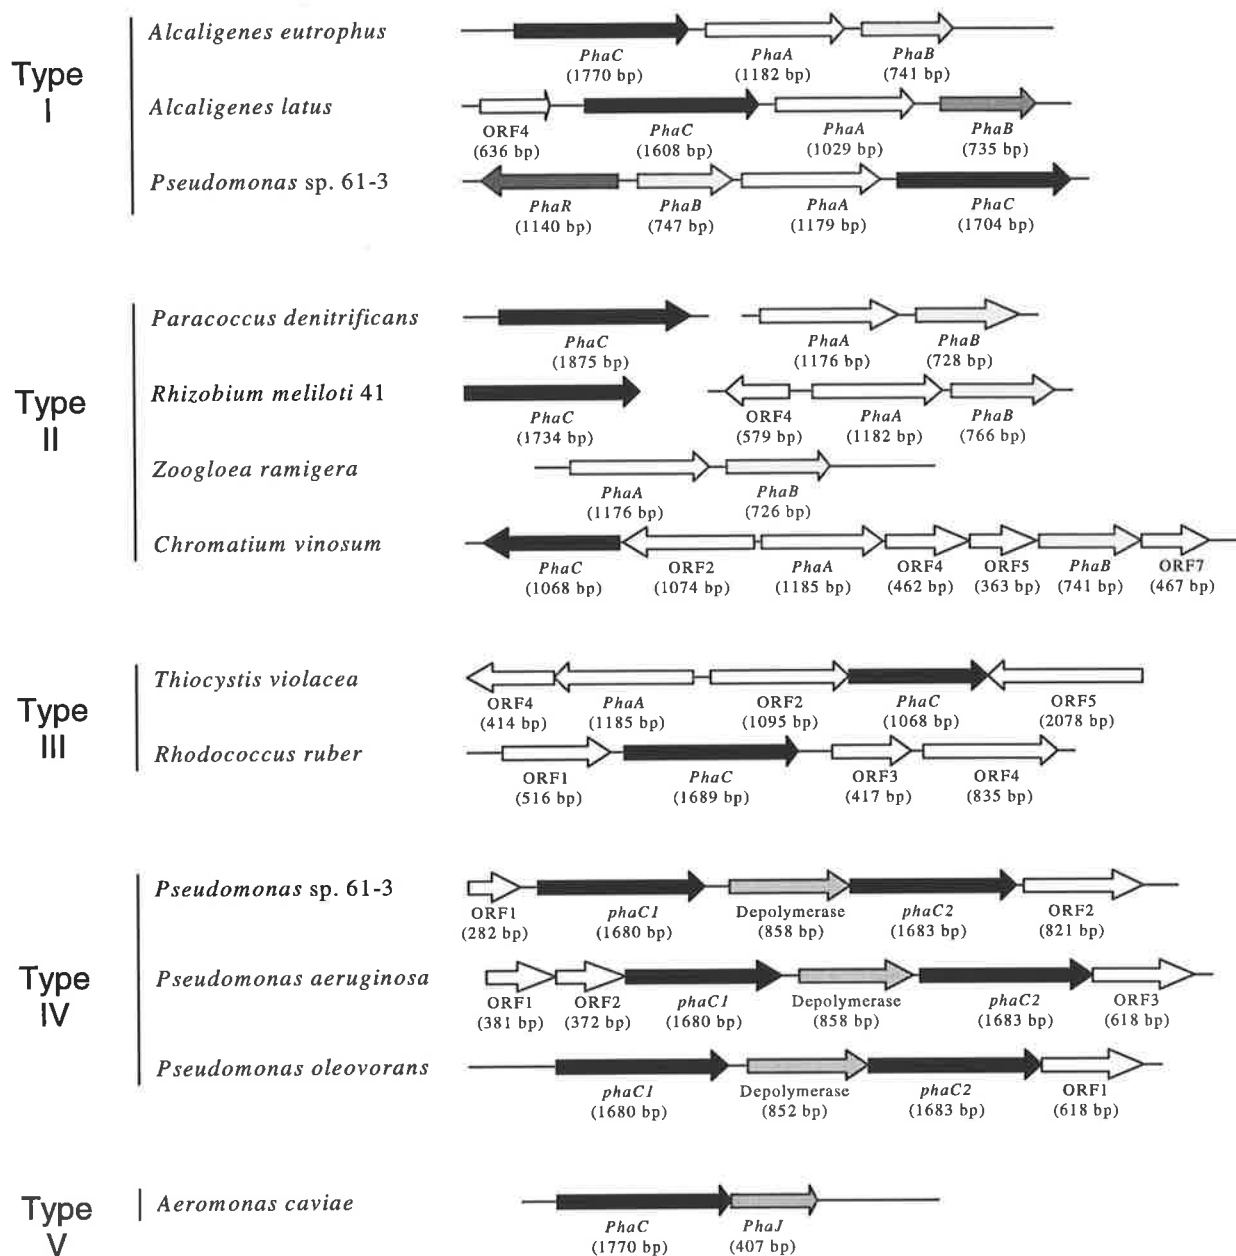 Type
I
Alcaligenes eutrophus
PhaC PhaA PhaB
(1770 bp) (1182 bp) (741 bp)
Alcaligenes latus
ORF4 PhaC PhaA PhaB
(636 bp) (1608 bp) (1029 bp) (735 bp)
Pseudomonas sp. 61-3
PhaR PhaB PhaA PhaC
(1140 bp) (747 bp) (1179 bp) (1704 bp)
Type
II
Paracoccus denitrificans
PhaC PhaA PhaB
(1875 bp) (1176 bp) (728 bp)
Rhizobium meliloti 41
PhaC ORF4 PhaA PhaB
(1734 bp) (579 bp) (1182 bp) (766 bp)
Zoogloea ramigera
PhaA PhaB
(1176 bp) (726 bp)
Chromatium vinosum
PhaC ORF2 PhaA ORF4 ORF5 PhaB ORF7
(1068 bp) (1074 bp) (1185 bp) (462 bp) (363 bp) (741 bp) (467 bp)
Type
III
Thiocystis violacea
ORF4 PhaA ORF2 PhaC ORF5
(414 bp) (1185 bp) (1095 bp) (1068 bp) (2078 bp)
Rhodococcus ruber
ORF1 PhaC ORF3 ORF4
(516 bp) (1689 bp) (417 bp) (835 bp)
Type
IV
Pseudomonas sp. 61-3
ORF1 phaC1 Depolymerase phaC2 ORF2
(282 bp) (1680 bp) (858 bp) (1683 bp) (821 bp)
Pseudomonas aeruginosa
ORF1 ORF2 phaC1 Depolymerase phaC2 ORF3
(381 bp) (372 bp) (1680 bp) (858 bp) (1683 bp) (618 bp)
Pseudomonas oleovorans
phaC1 Depolymerase phaC2 ORF1
(1680 bp) (852 bp) (1683 bp) (618 bp)
Type
V
Aeromonas caviae
PhaC PhaJ
(1770 bp) (407 bp)